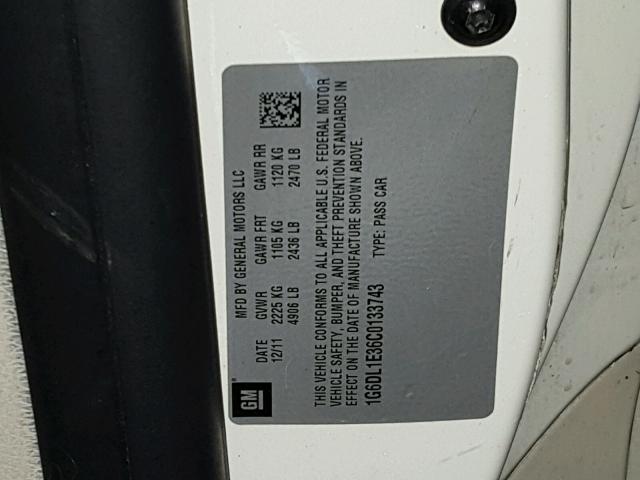 GM
MFD BY GENERAL MOTORS LLC
DATE GVWR GAWR FRT GAWR RR
12/11 2225 KG 1105 KG 1120 KG
4906 LB 2436 LB 2470 LB
THIS VEHICLE CONFORMS TO ALL APPLICABLE U.S. FEDERAL MOTOR
VEHICLE SAFETY, BUMPER, AND THEFT PREVENTION STANDARDS IN
EFFECT ON THE DATE OF MANUFACTURE SHOWN ABOVE.
1G6DL1E36C0133743 TYPE: PASS CAR